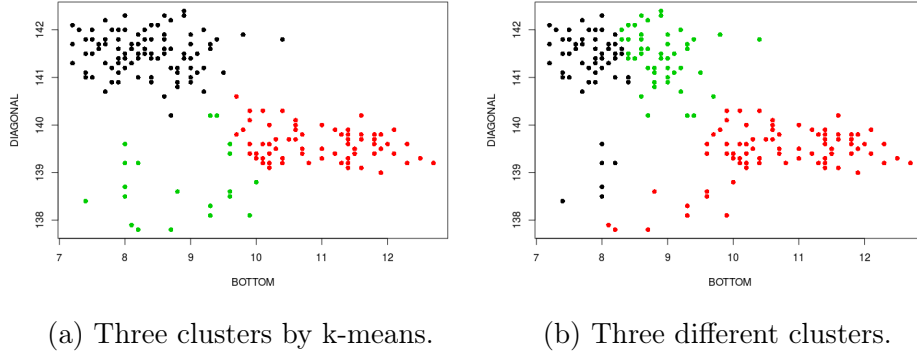 DIAGONAL
142
141
140
139
138
7 8 9 10 11 12
BOTTOM
DIAGONAL
142
141
140
139
138
7 8 9 10 11 12
BOTTOM
(a) Three clusters by k-means.
(b) Three different clusters.